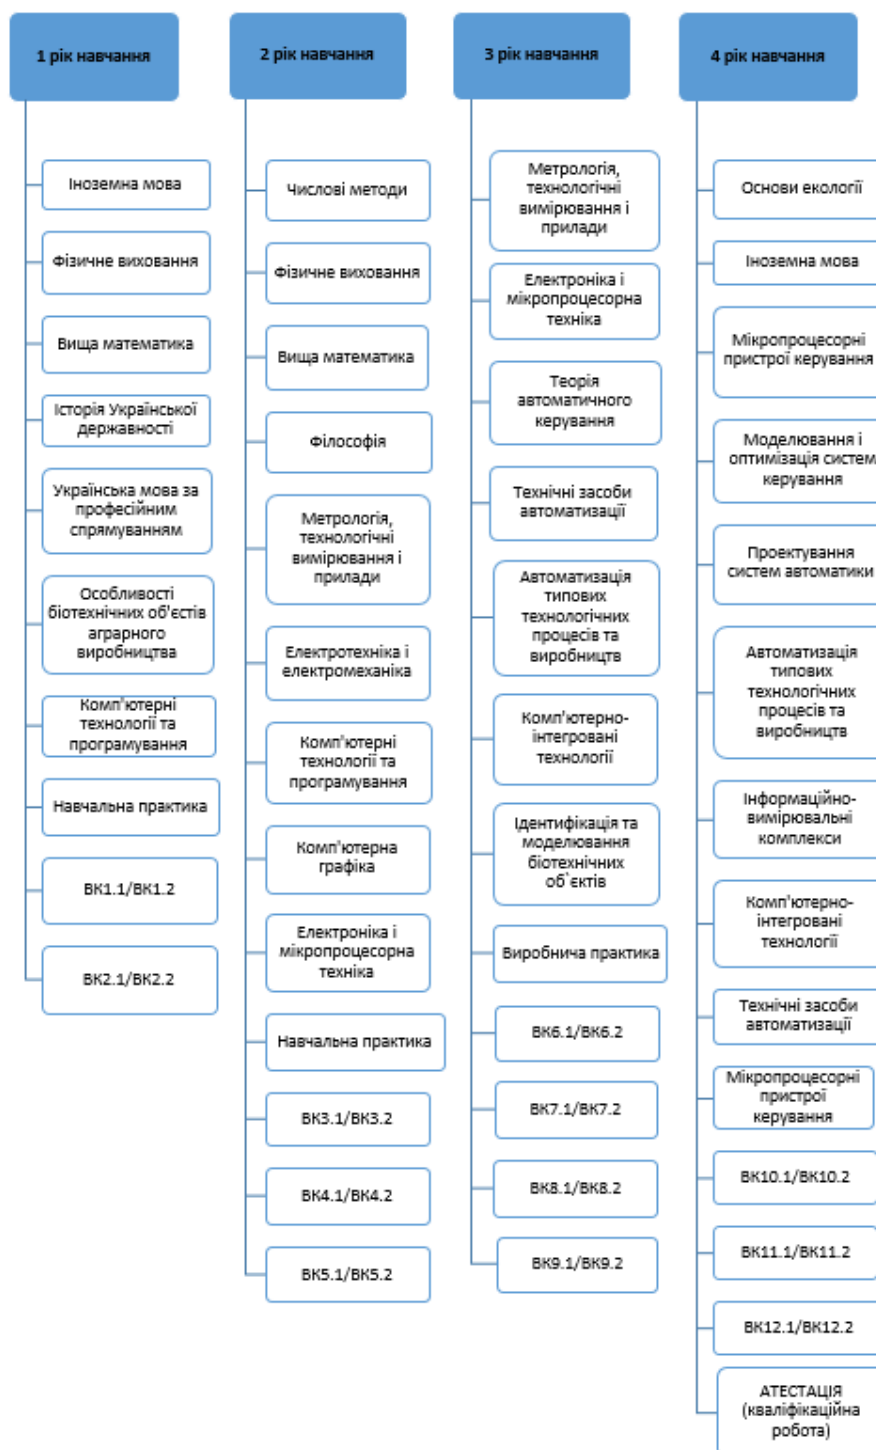 1 рік навчання
Іноземна мова
Фізичне виховання
Вища математика
Історія Української
державності
Українська мова за
професійним
спрямуванням
Особливості
біотехнічних об'єстів
аграрного
виробництва
Комп'ютерні
технології та
програмування
Навчальна практика
ВК1.1/ВК1.2
ВК2.1/ВК2.2
2 рік навчання
Числові методи
Фізичне виховання
Вища математика
Філософія
Метрологія,
технологічні
вимірювання і
прилади
Електротехніка і
електромеханіка
Комп'ютерні
технології та
програмування
Комп'ютерна
графіка
Електроніка і
мікропроцесорна
техніка
Навчальна практика
ВК3.1/ВК3.2
ВК4.1/ВК4.2
ВК5.1/ВК5.2
3 рік навчання
Метрологія,
технологічні
вимірювання і
прилади
Електроніка і
мікропроцесорна
техніка
Теорія
автоматичного
керування
Технічні засоби
автоматизації
Автоматизація
типових
технологічних
процесів та
виробництв
Комп'ютерно-
інтегровані
технології
Ідентифікація та
моделювання
біотехнічних
об`єктів
Виробнича практика
ВК6.1/ВК6.2
ВК7.1/ВК7.2
ВК8.1/ВК8.2
ВК9.1/ВК9.2
4 рік навчання
Основи екології
Іноземна мова
Мікропроцесорні
пристрої керування
Моделювання і
оптимізація систем
керування
Проектування
систем автоматики
Автоматизація
типових
технологічних
процесів та
виробництв
Інформаційно-
вимірювальні
комплекси
Комп'ютерно-
інтегровані
технології
Технічні засоби
автоматизації
Мікропроцесорні
пристрої
керування
ВК10.1/ВК10.2
ВК11.1/ВК11.2
ВК12.1/ВК12.2
АТЕСТАЦІЯ
(кваліфікаційна
робота)